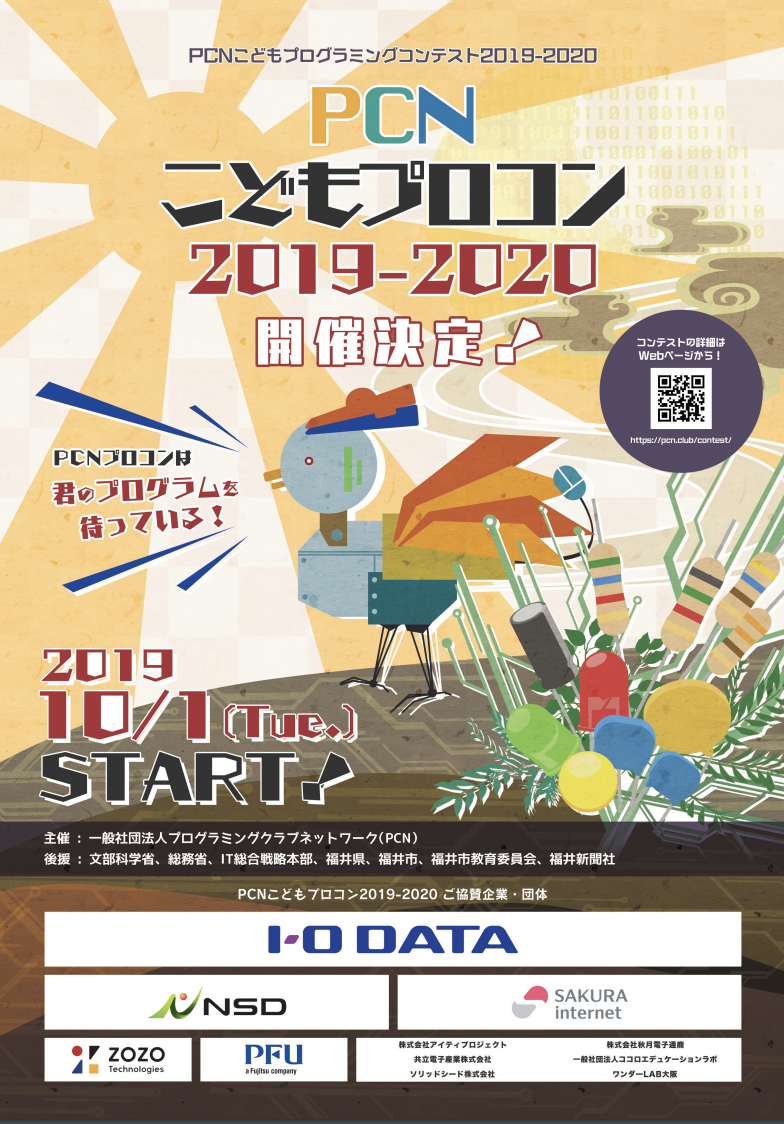 PCNこどもプログラミングコンテスト2019-2020
PCN
こどもプロコン
2019-2020
開催決定!
コンテストの詳細は
Webページから！
https://pcn.club/contest/
PCNプロコンは
君のプログラムを
待っている！
2019
10/1(Tue.)
START!
主催 : 一般社団法人プログラミングクラブネットワーク(PCN)
後援 : 文部科学省、総務省、IT総合戦略本部、福井県、福井市、福井市教育委員会、福井新聞社
PCNこどもプロコン2019-2020 ご協賛企業・団体
I-O DATA
NSD
SAKURA
internet
ZOZO
Technologies
PFU
a Fujitsu company
株式会社アイティプロジェクト
共立電子産業株式会社
ソリッドシード株式会社
株式会社秋月電子通商
一般社団法人ココロエデュケーションラボ
ワンダーLAB大阪